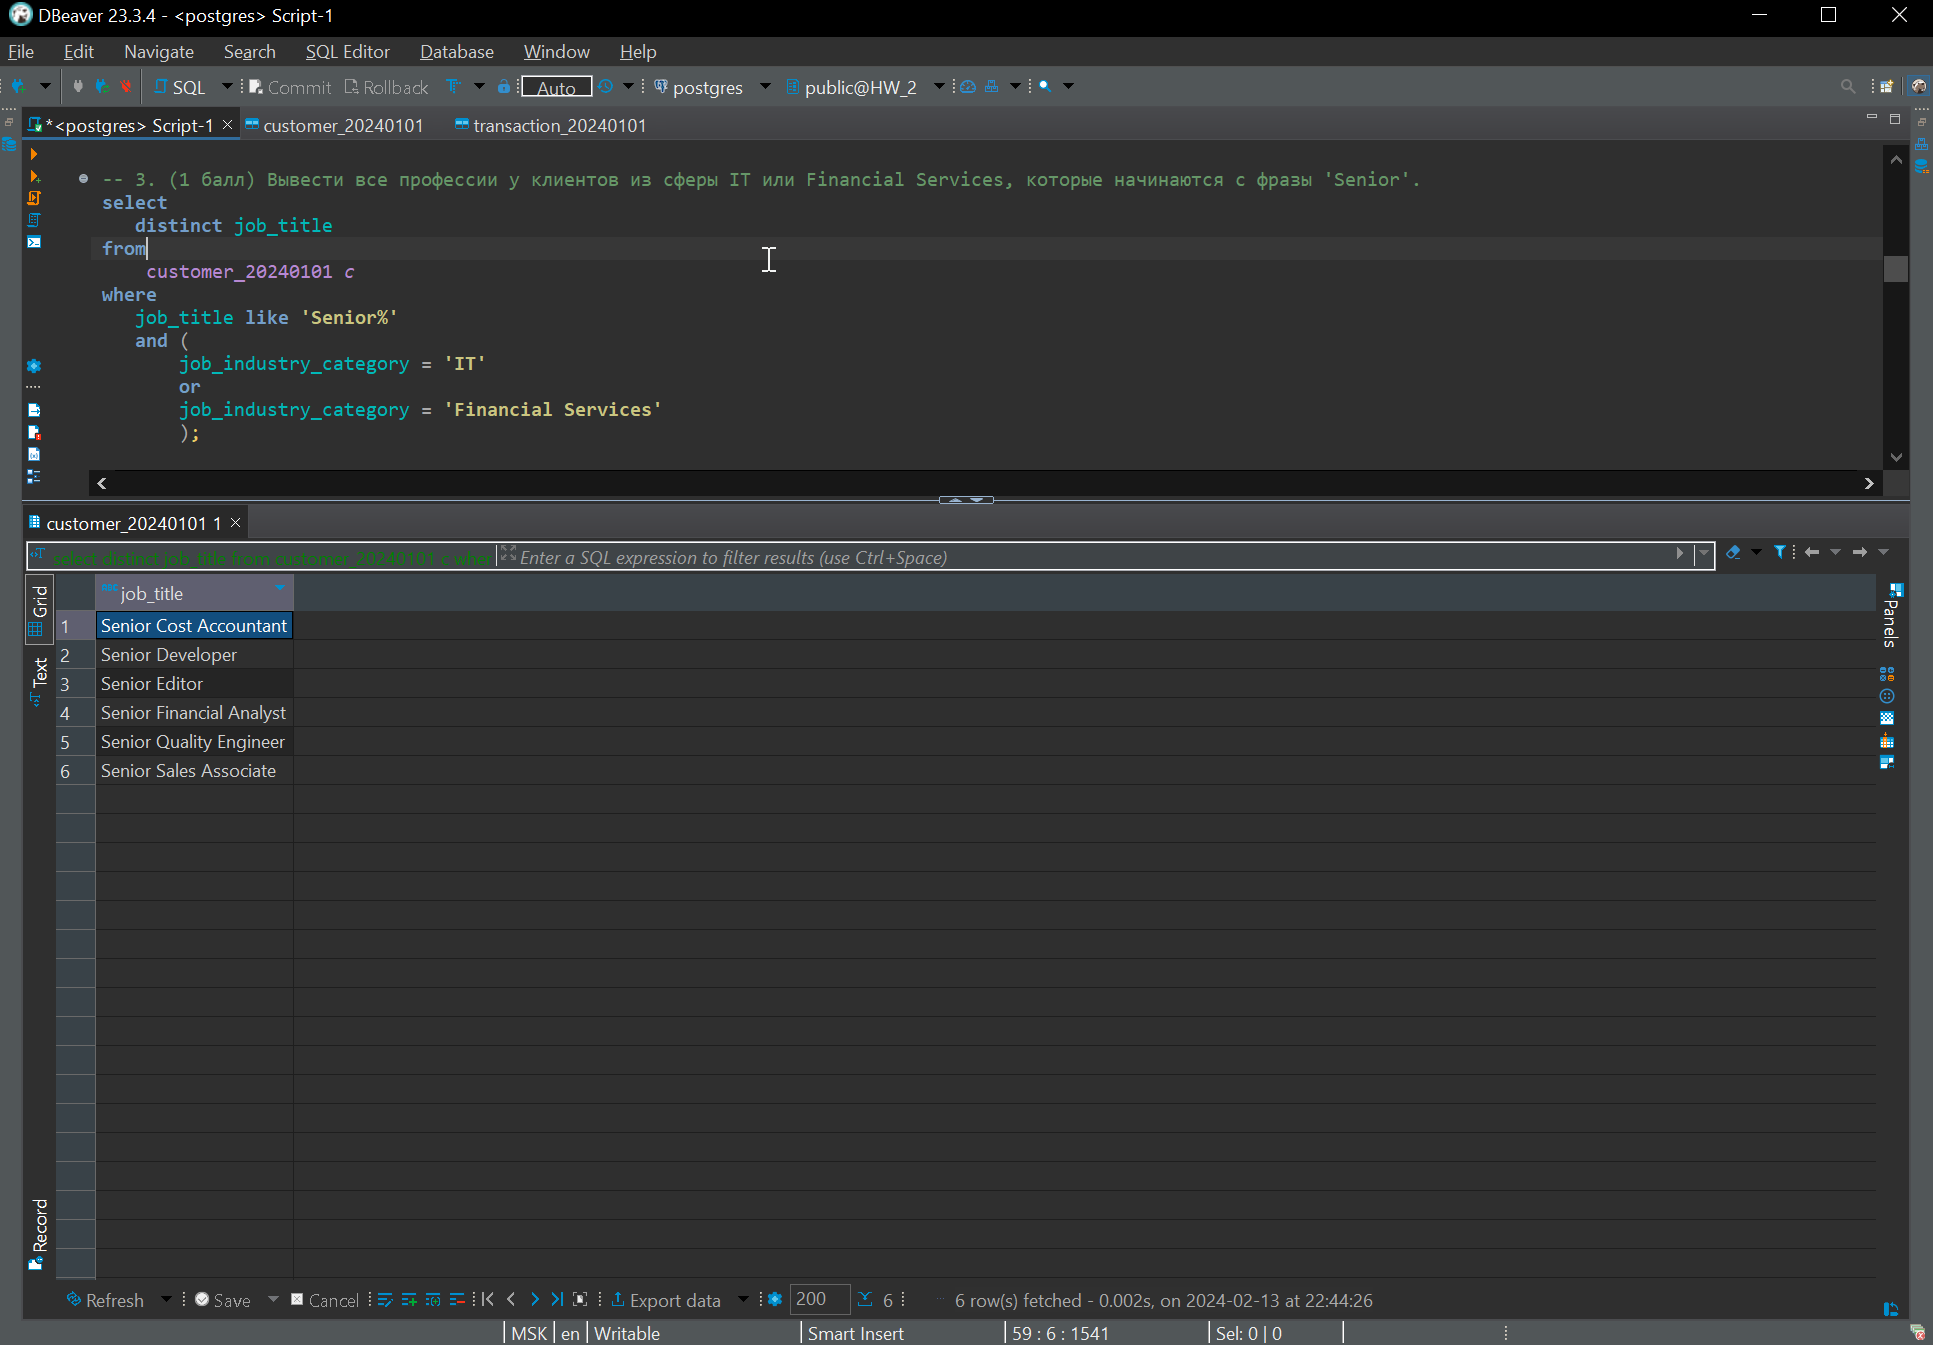 DBeaver 23.3.4 - <postgres> Script-1
File Edit Navigate Search SQL Editor Database Window Help
SQL Commit Rollback Auto postgres public@HW_2
*<postgres> Script-1 customer_20240101 transaction_20240101
-- 3. (1 балл) Вывести все профессии у клиентов из сферы IT или Financial Services, которые начинаются с фразы 'Senior'.
select
distinct job_title
from
customer_20240101 c
where
job_title like 'Senior%'
and (
job_industry_category = 'IT'
or
job_industry_category = 'Financial Services'
);
customer_20240101 1
select distinct job_title from customer_20240101 c wher Enter a SQL expression to filter results (use Ctrl+Space)
Grid
Text
Record
Panels
job_title
1 Senior Cost Accountant
2 Senior Developer
3 Senior Editor
4 Senior Financial Analyst
5 Senior Quality Engineer
6 Senior Sales Associate
Refresh Save Cancel Export data 200 6 6 row(s) fetched - 0.002s, on 2024-02-13 at 22:44:26
MSK en Writable Smart Insert 59 : 6 : 1541 Sel: 0 | 0